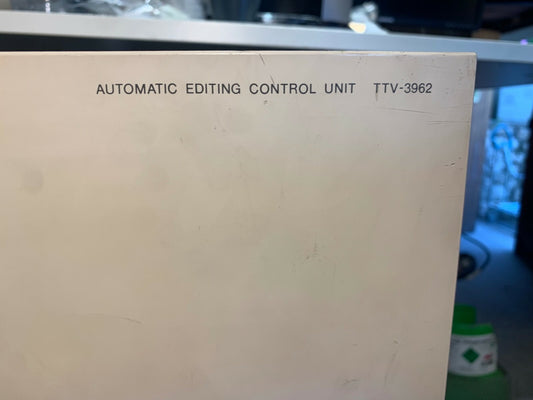 AUTOMATIC EDITING CONTROL UNIT TTV-3962